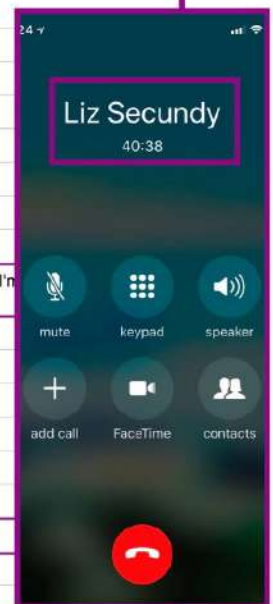 24
Liz Secundy
40:38
I'm
mute keypad speaker
add call FaceTime contacts